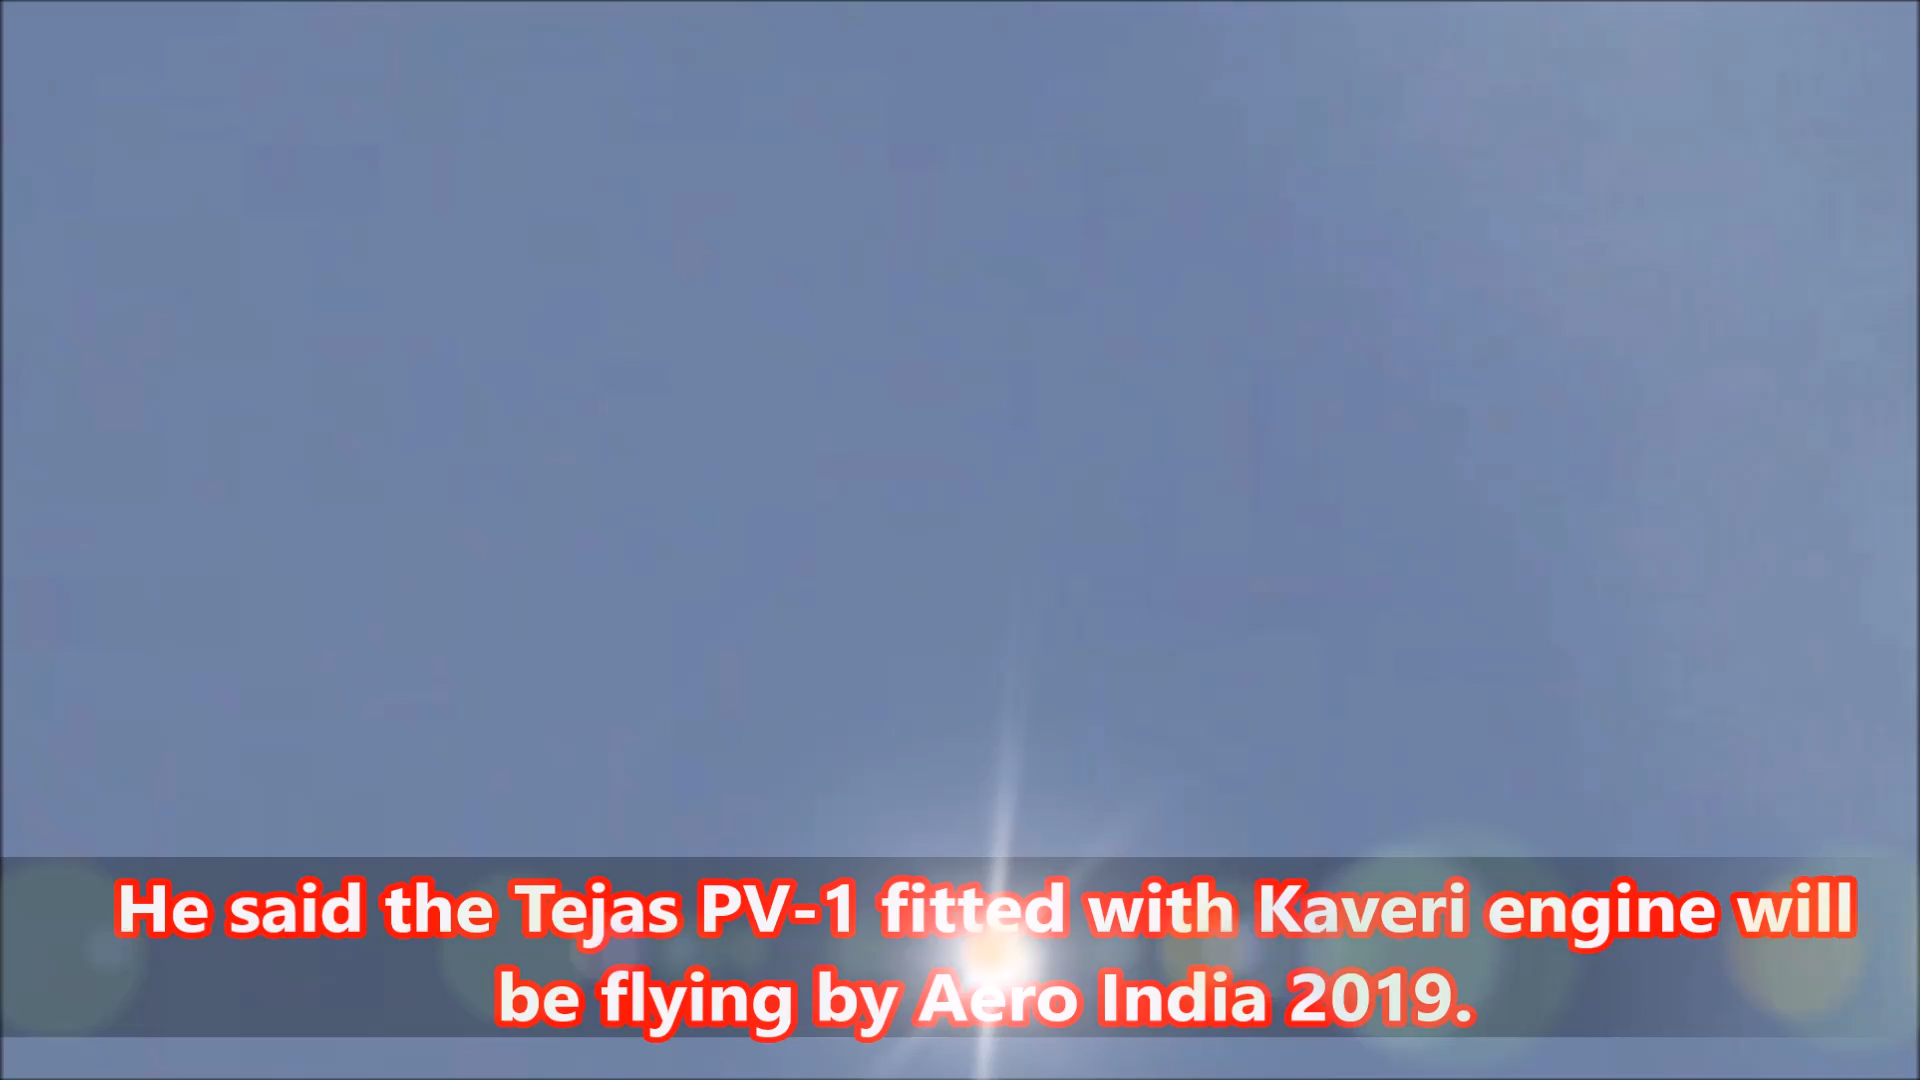 He said the Tejas PV-1 fitted with Kaveri engine will
be flying by Aero India 2019.